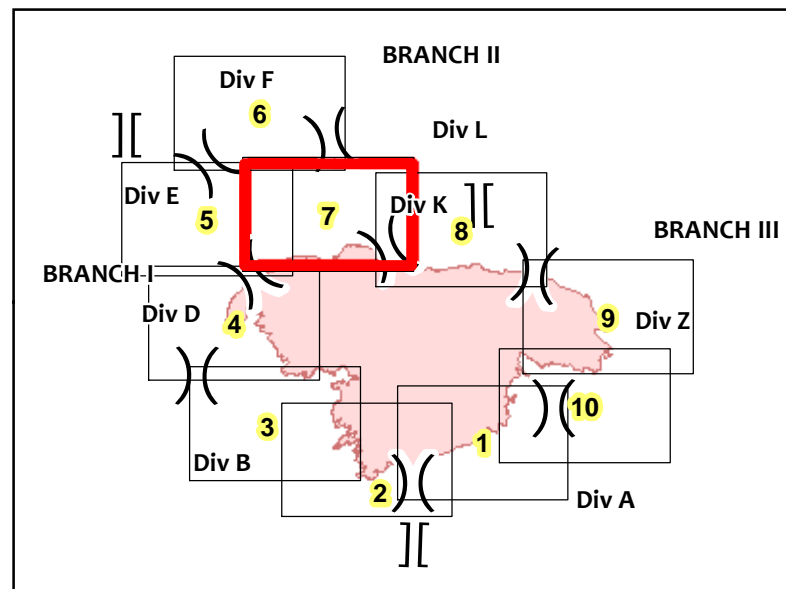 BRANCH II
Div F
6
][
Div L
Div E
5
7
Div K
8
][
BRANCH III
BRANCH I
Div D
4
9
Div Z
10
3
1
Div B
2
Div A
][